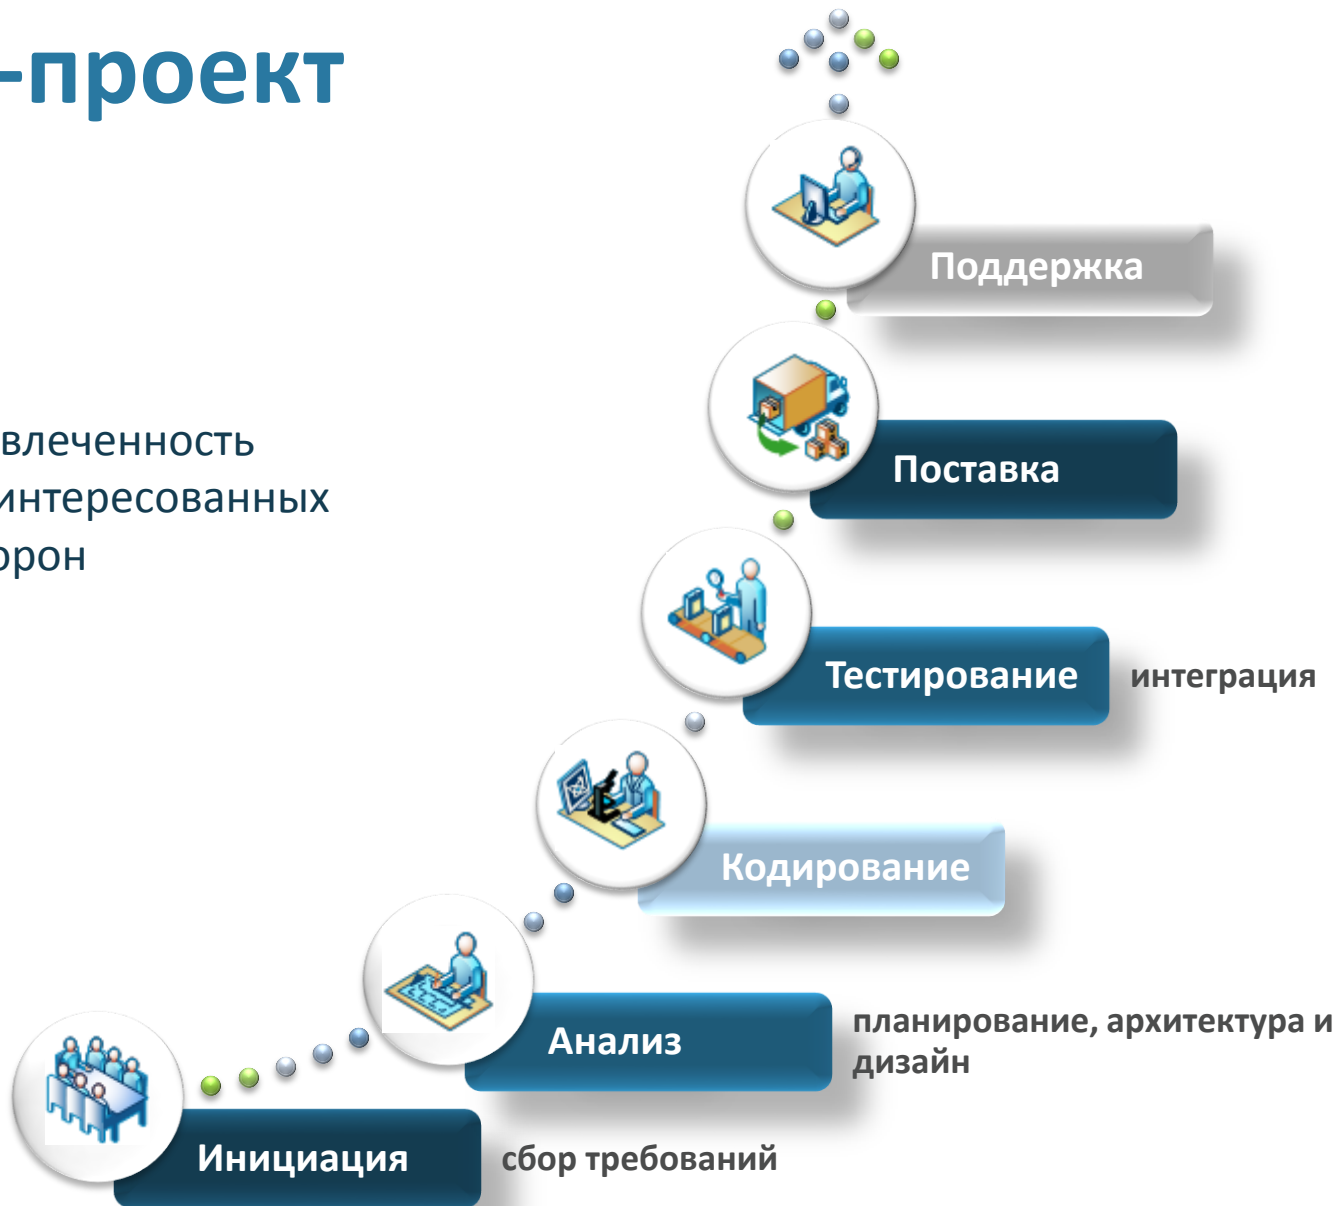 -проект
Поддержка
влеченность
интересованных
орон
Поставка
Тестирование
интеграция
Кодирование
Анализ
планирование, архитектура и
дизайн
Инициация
сбор требований